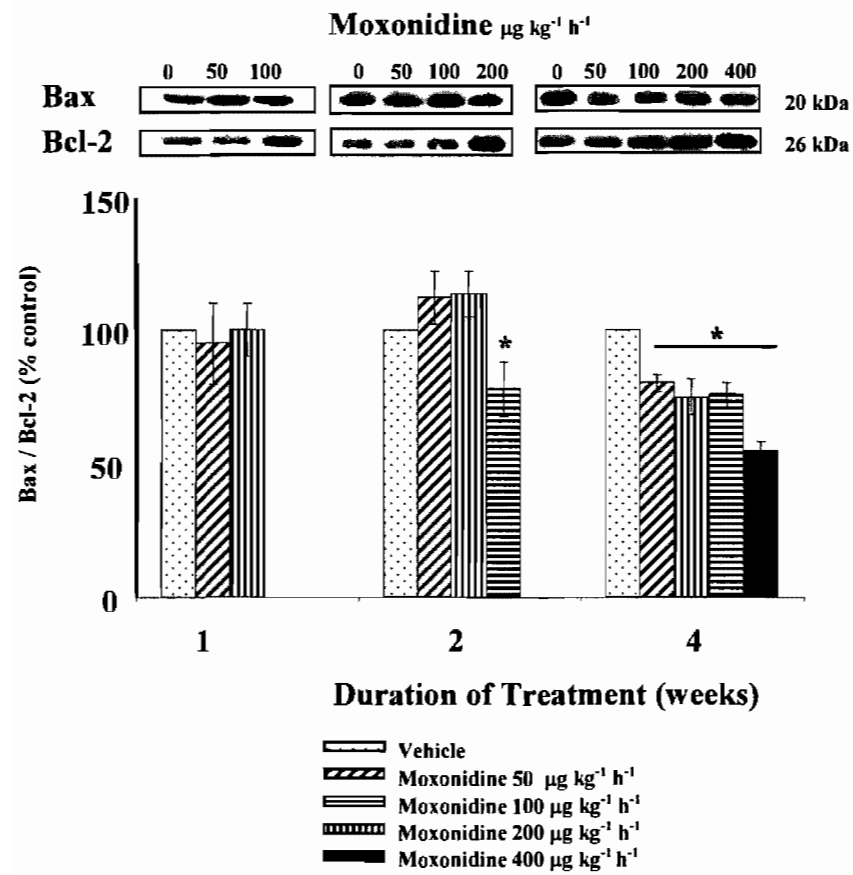 Moxonidine μg kg⁻¹ h⁻¹
0 50 100 0 50 100 200 0 50 100 200 400
Bax 20 kDa
Bcl-2 26 kDa
150
100
50
0
Bax / Bcl-2 (% control)
*
*
1 2 4
Duration of Treatment (weeks)
Vehicle
Moxonidine 50 μg kg⁻¹ h⁻¹
Moxonidine 100 μg kg⁻¹ h⁻¹
Moxonidine 200 μg kg⁻¹ h⁻¹
Moxonidine 400 μg kg⁻¹ h⁻¹